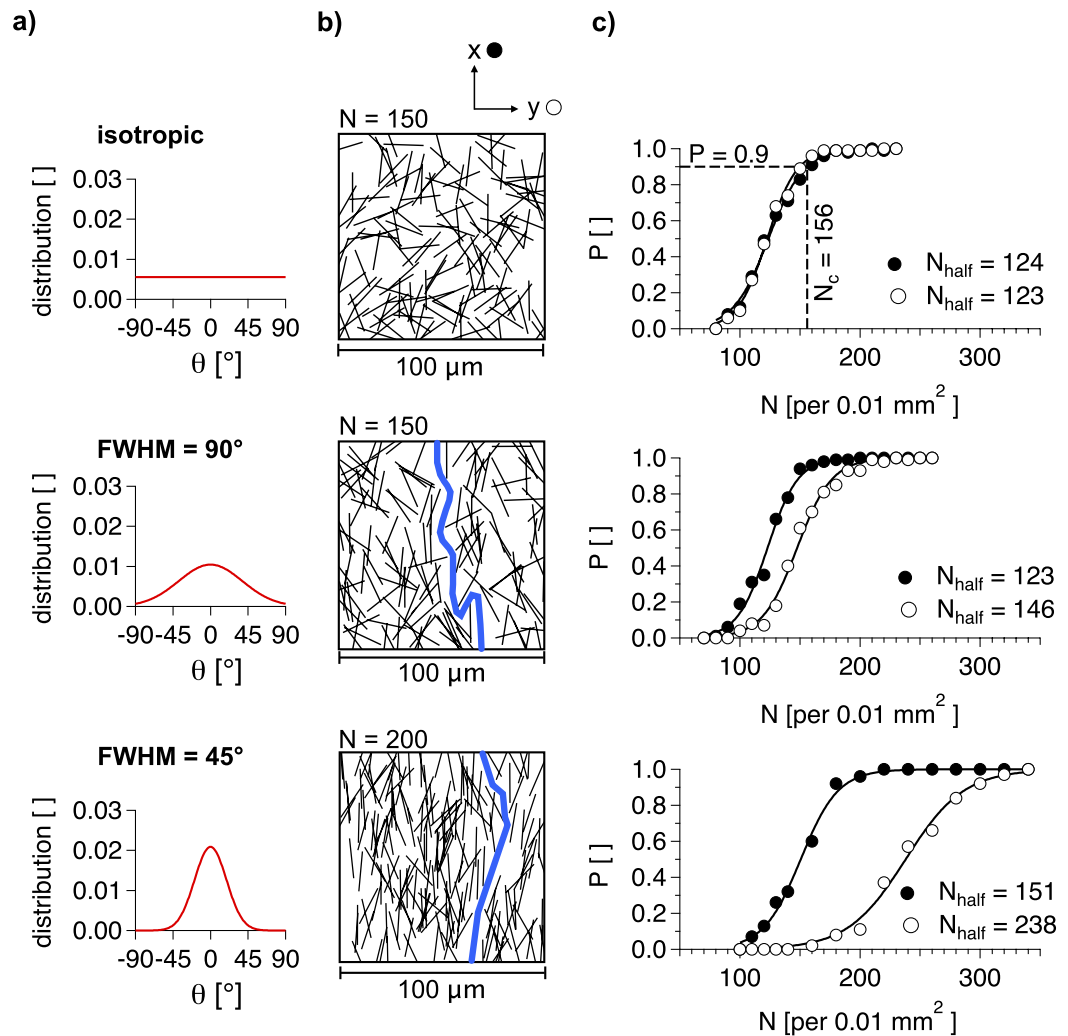 a)
b)
c)
x
y
isotropic
distribution [ ]
0.03
0.02
0.01
0.00
-90 -45 0 45 90
θ [°]
N = 150
100 µm
P [ ]
1.0
0.8
0.6
0.4
0.2
0.0
P = 0.9
N_c = 156
N_half = 124
N_half = 123
100 200 300
N [per 0.01 mm²]
FWHM = 90°
distribution [ ]
0.03
0.02
0.01
0.00
-90 -45 0 45 90
θ [°]
N = 150
100 µm
P [ ]
1.0
0.8
0.6
0.4
0.2
0.0
N_half = 123
N_half = 146
100 200 300
N [per 0.01 mm²]
FWHM = 45°
distribution [ ]
0.03
0.02
0.01
0.00
-90 -45 0 45 90
θ [°]
N = 200
100 µm
P [ ]
1.0
0.8
0.6
0.4
0.2
0.0
N_half = 151
N_half = 238
100 200 300
N [per 0.01 mm²]